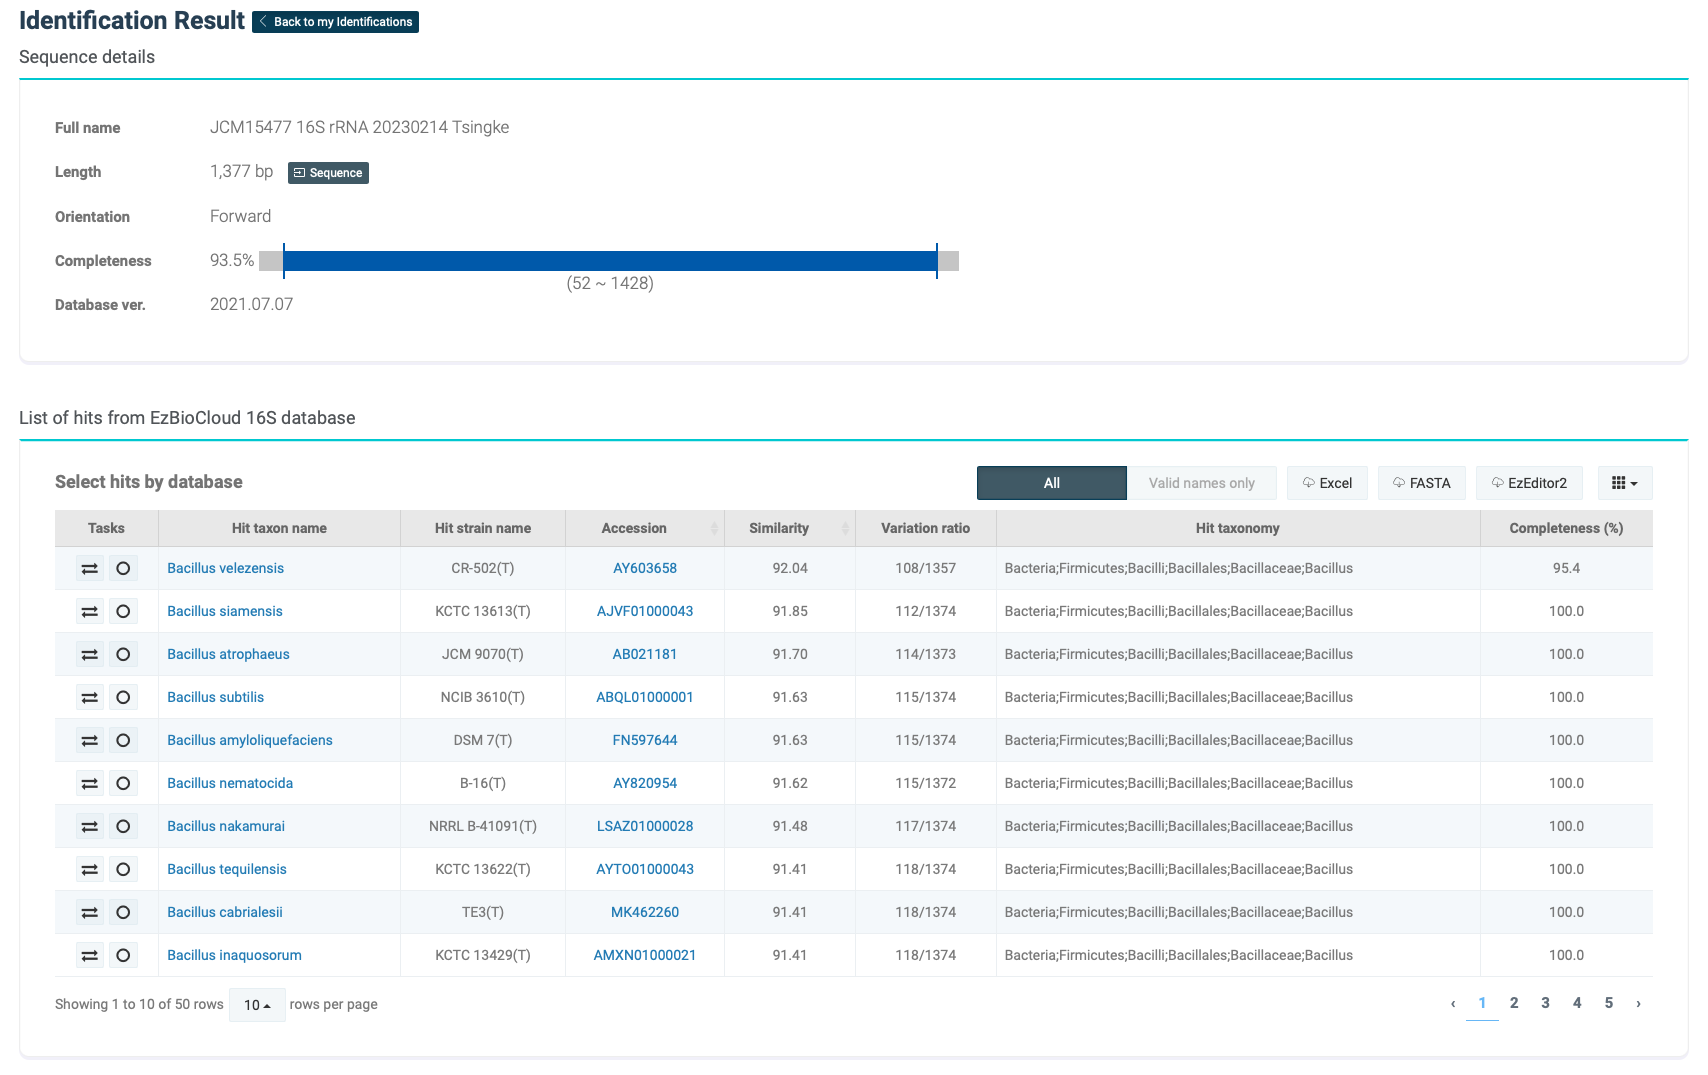 Identification Result Back to my Identifications
Sequence details
Full name JCM15477 16S rRNA 20230214 Tsingke
Length 1,377 bp Sequence
Orientation Forward
Completeness 93.5%
(52 ~ 1428)
Database ver. 2021.07.07
List of hits from EzBioCloud 16S database
Select hits by database All Valid names only Excel FASTA EzEditor2
Tasks Hit taxon name Hit strain name Accession Similarity Variation ratio Hit taxonomy Completeness (%)
Bacillus velezensis CR-502(T) AY603658 92.04 108/1357 Bacteria;Firmicutes;Bacilli;Bacillales;Bacillaceae;Bacillus 95.4
Bacillus siamensis KCTC 13613(T) AJVF01000043 91.85 112/1374 Bacteria;Firmicutes;Bacilli;Bacillales;Bacillaceae;Bacillus 100.0
Bacillus atrophaeus JCM 9070(T) AB021181 91.70 114/1373 Bacteria;Firmicutes;Bacilli;Bacillales;Bacillaceae;Bacillus 100.0
Bacillus subtilis NCIB 3610(T) ABQL01000001 91.63 115/1374 Bacteria;Firmicutes;Bacilli;Bacillales;Bacillaceae;Bacillus 100.0
Bacillus amyloliquefaciens DSM 7(T) FN597644 91.63 115/1374 Bacteria;Firmicutes;Bacilli;Bacillales;Bacillaceae;Bacillus 100.0
Bacillus nematocida B-16(T) AY820954 91.62 115/1372 Bacteria;Firmicutes;Bacilli;Bacillales;Bacillaceae;Bacillus 100.0
Bacillus nakamurai NRRL B-41091(T) LSAZ01000028 91.48 117/1374 Bacteria;Firmicutes;Bacilli;Bacillales;Bacillaceae;Bacillus 100.0
Bacillus tequilensis KCTC 13622(T) AYTO01000043 91.41 118/1374 Bacteria;Firmicutes;Bacilli;Bacillales;Bacillaceae;Bacillus 100.0
Bacillus cabrialesii TE3(T) MK462260 91.41 118/1374 Bacteria;Firmicutes;Bacilli;Bacillales;Bacillaceae;Bacillus 100.0
Bacillus inaquosorum KCTC 13429(T) AMXN01000021 91.41 118/1374 Bacteria;Firmicutes;Bacilli;Bacillales;Bacillaceae;Bacillus 100.0
Showing 1 to 10 of 50 rows 10 rows per page ‹ 1 2 3 4 5 ›